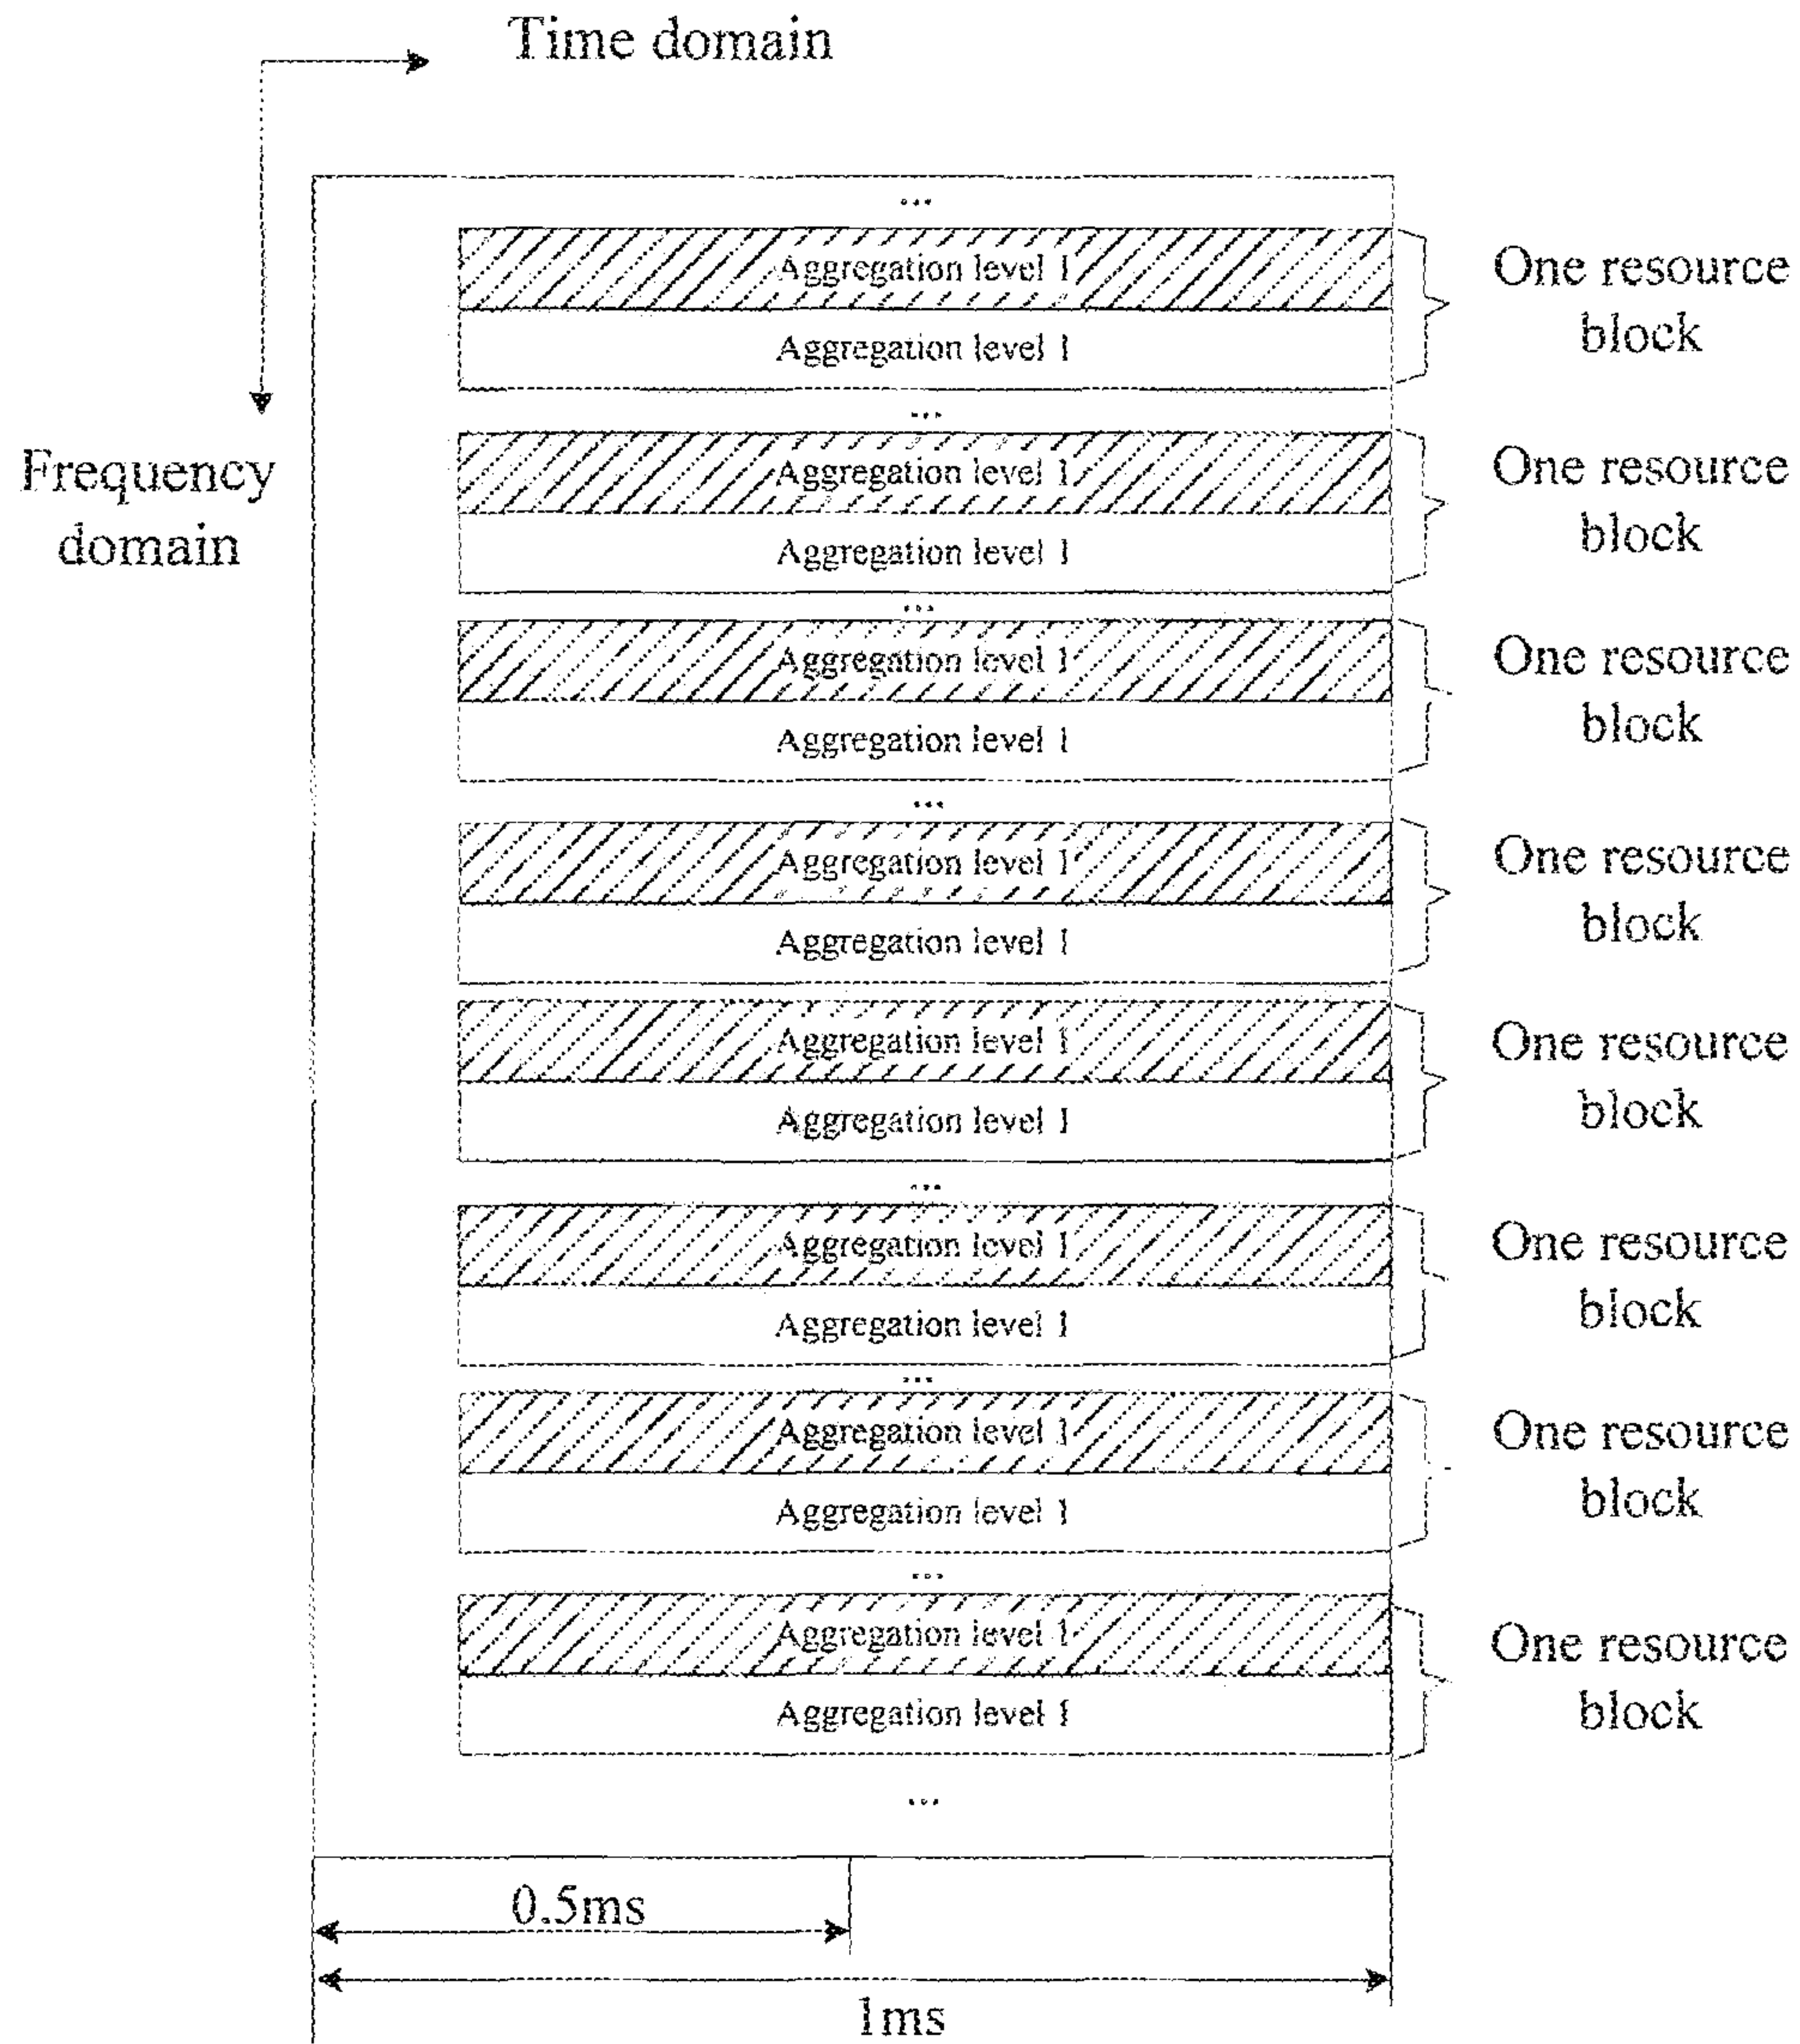 Time domain
Frequency
domain
...
Aggregation level 1
Aggregation level 1
One resource
block
...
Aggregation level 1
Aggregation level 1
One resource
block
...
Aggregation level 1
Aggregation level 1
One resource
block
...
Aggregation level 1
Aggregation level 1
One resource
block
Aggregation level 1
Aggregation level 1
One resource
block
...
Aggregation level 1
Aggregation level 1
One resource
block
...
Aggregation level 1
Aggregation level 1
One resource
block
...
Aggregation level 1
Aggregation level 1
One resource
block
...
0.5ms
1ms